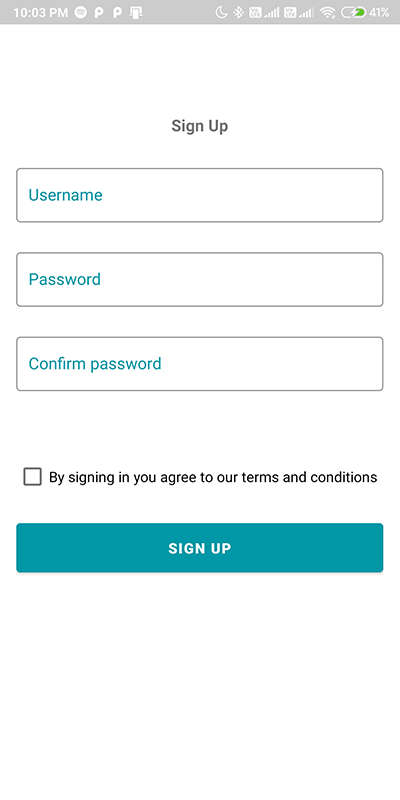 10:03 PM 41%
Sign Up
Username
Password
Confirm password
By signing in you agree to our terms and conditions
SIGN UP